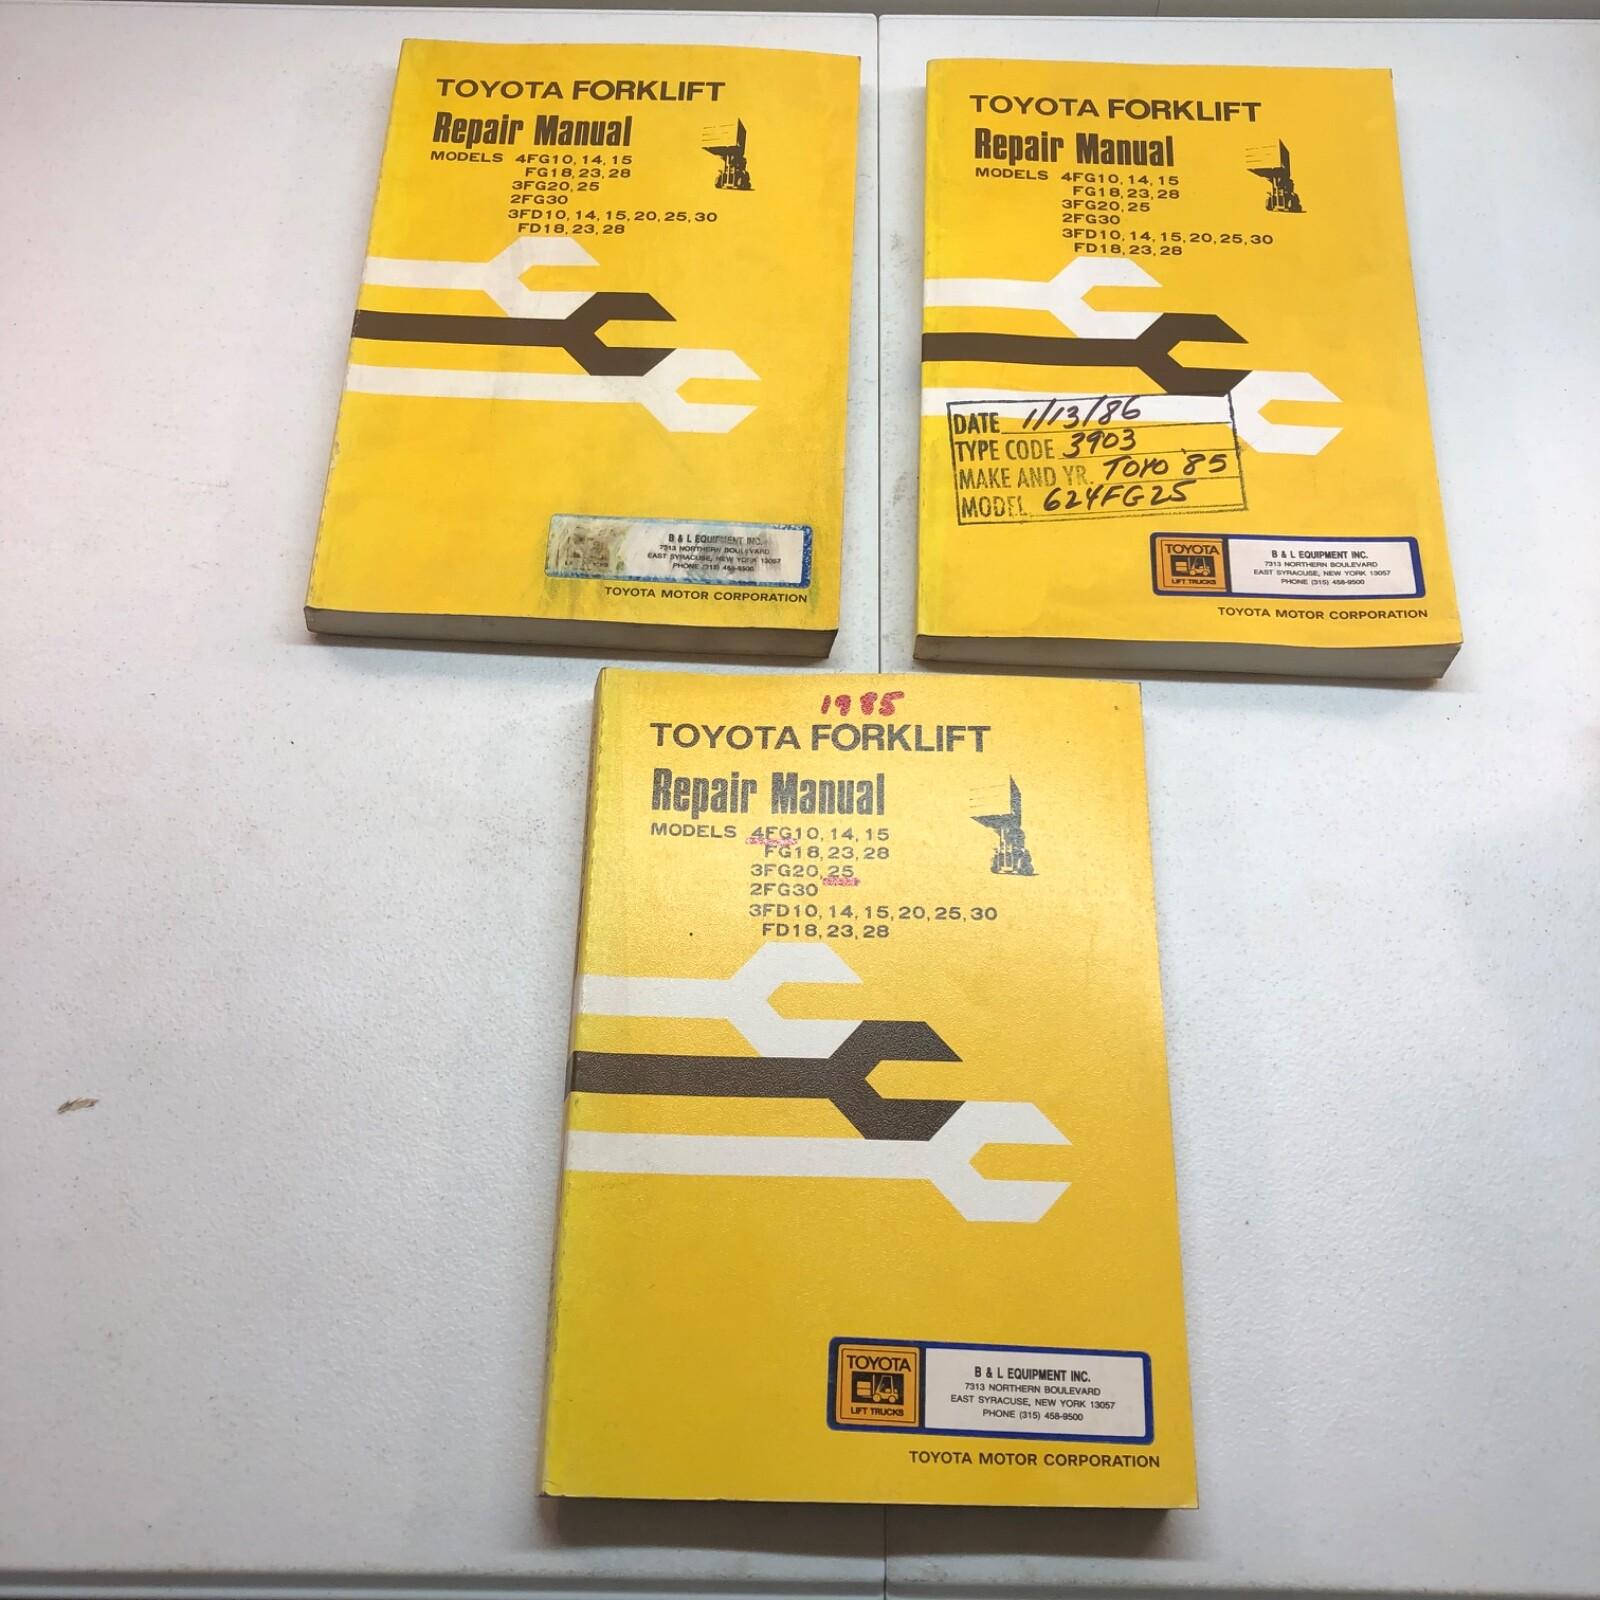 TOYOTA FORKLIFT
Repair Manual
MODELS 4FG10, 14, 15
FG18, 23, 28
3FG20, 25
2FG30
3FD10, 14, 15, 20, 25, 30
FD18, 23, 28
B & L EQUIPMENT INC.
7313 NORTHERN BOULEVARD
EAST SYRACUSE, NEW YORK 13057
PHONE (315) 458-9500
LIFT TRUCKS
TOYOTA MOTOR CORPORATION
TOYOTA FORKLIFT
Repair Manual
MODELS 4FG10, 14, 15
FG18, 23, 28
3FG20, 25
2FG30
3FD10, 14, 15, 20, 25, 30
FD18, 23, 28
DATE 1/13/86
TYPE CODE 3903
MAKE AND YR. TOYO '85
MODEL 624FG25
TOYOTA
LIFT TRUCKS
B & L EQUIPMENT INC.
7313 NORTHERN BOULEVARD
EAST SYRACUSE, NEW YORK 13057
PHONE (315) 458-9500
TOYOTA MOTOR CORPORATION
1985
TOYOTA FORKLIFT
Repair Manual
MODELS 4FG10, 14, 15
FG18, 23, 28
3FG20, 25
2FG30
3FD10, 14, 15, 20, 25, 30
FD18, 23, 28
TOYOTA
LIFT TRUCKS
B & L EQUIPMENT INC.
7313 NORTHERN BOULEVARD
EAST SYRACUSE, NEW YORK 13057
PHONE (315) 458-9500
TOYOTA MOTOR CORPORATION